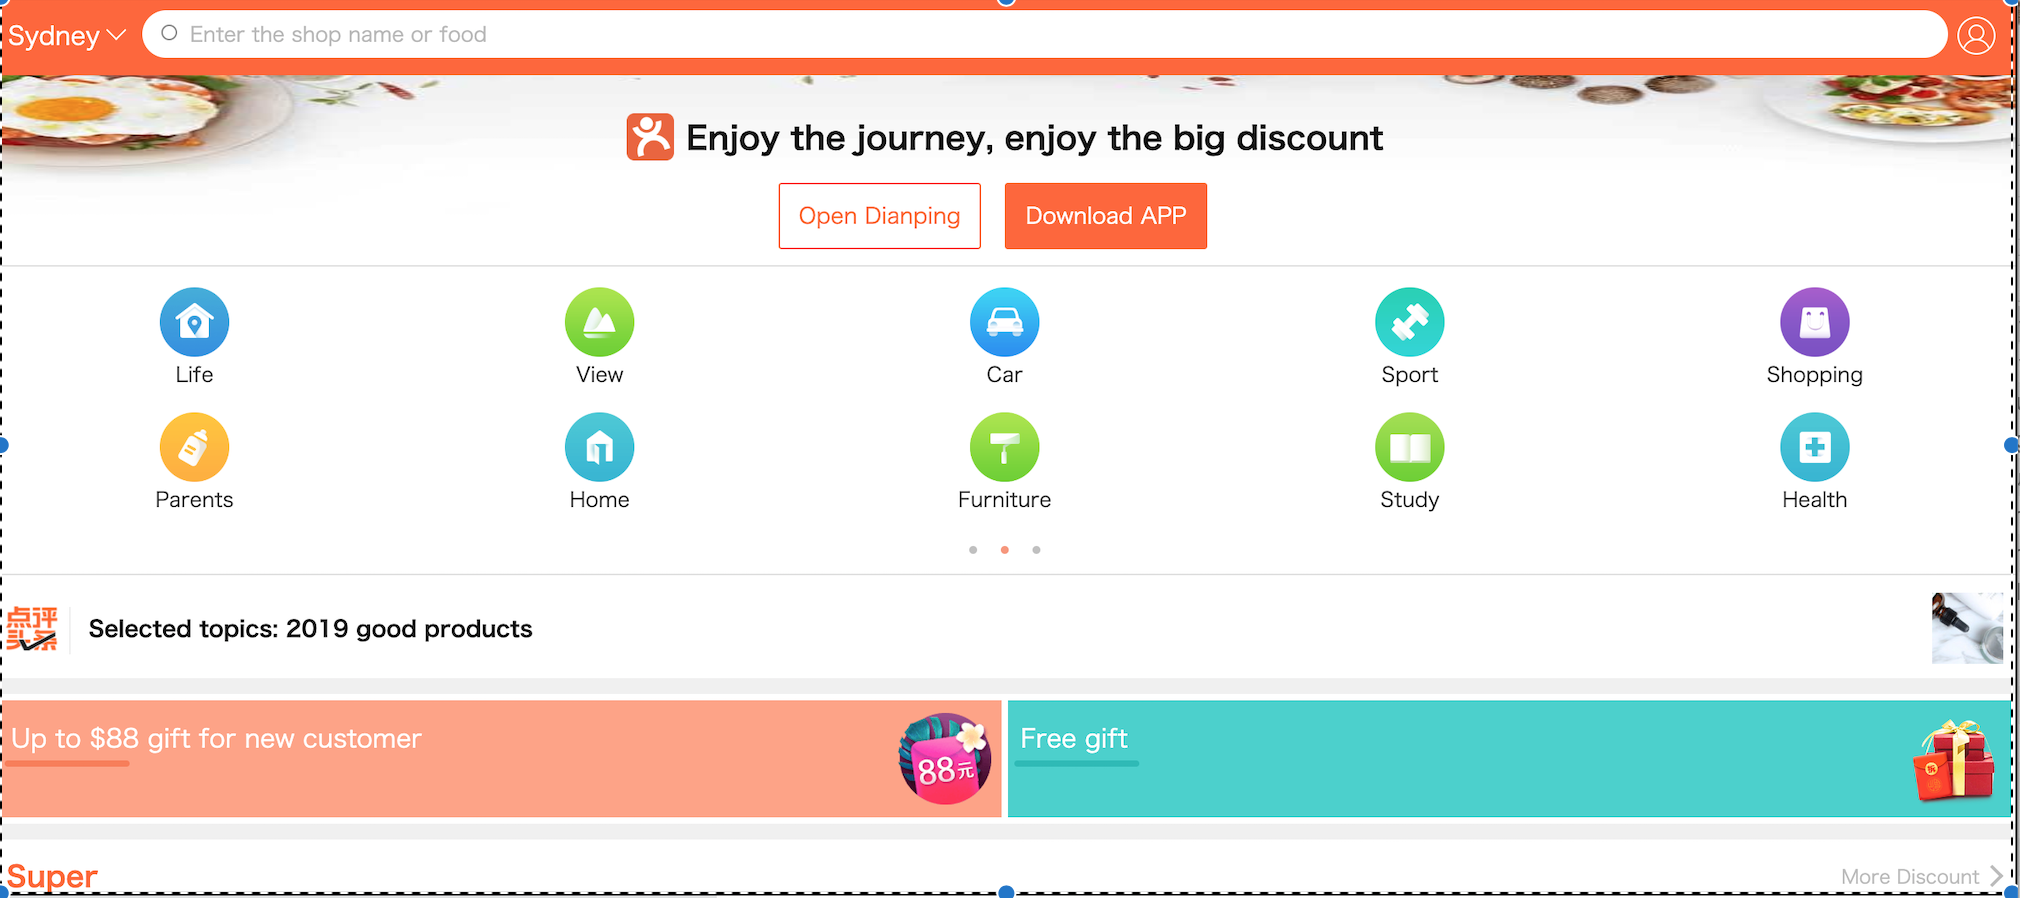 Sydney
Enter the shop name or food
Enjoy the journey, enjoy the big discount
Open Dianping
Download APP
Life
View
Car
Sport
Shopping
Parents
Home
Furniture
Study
Health
点评
头条
Selected topics: 2019 good products
Up to $88 gift for new customer
88元
Free gift
Super
More Discount